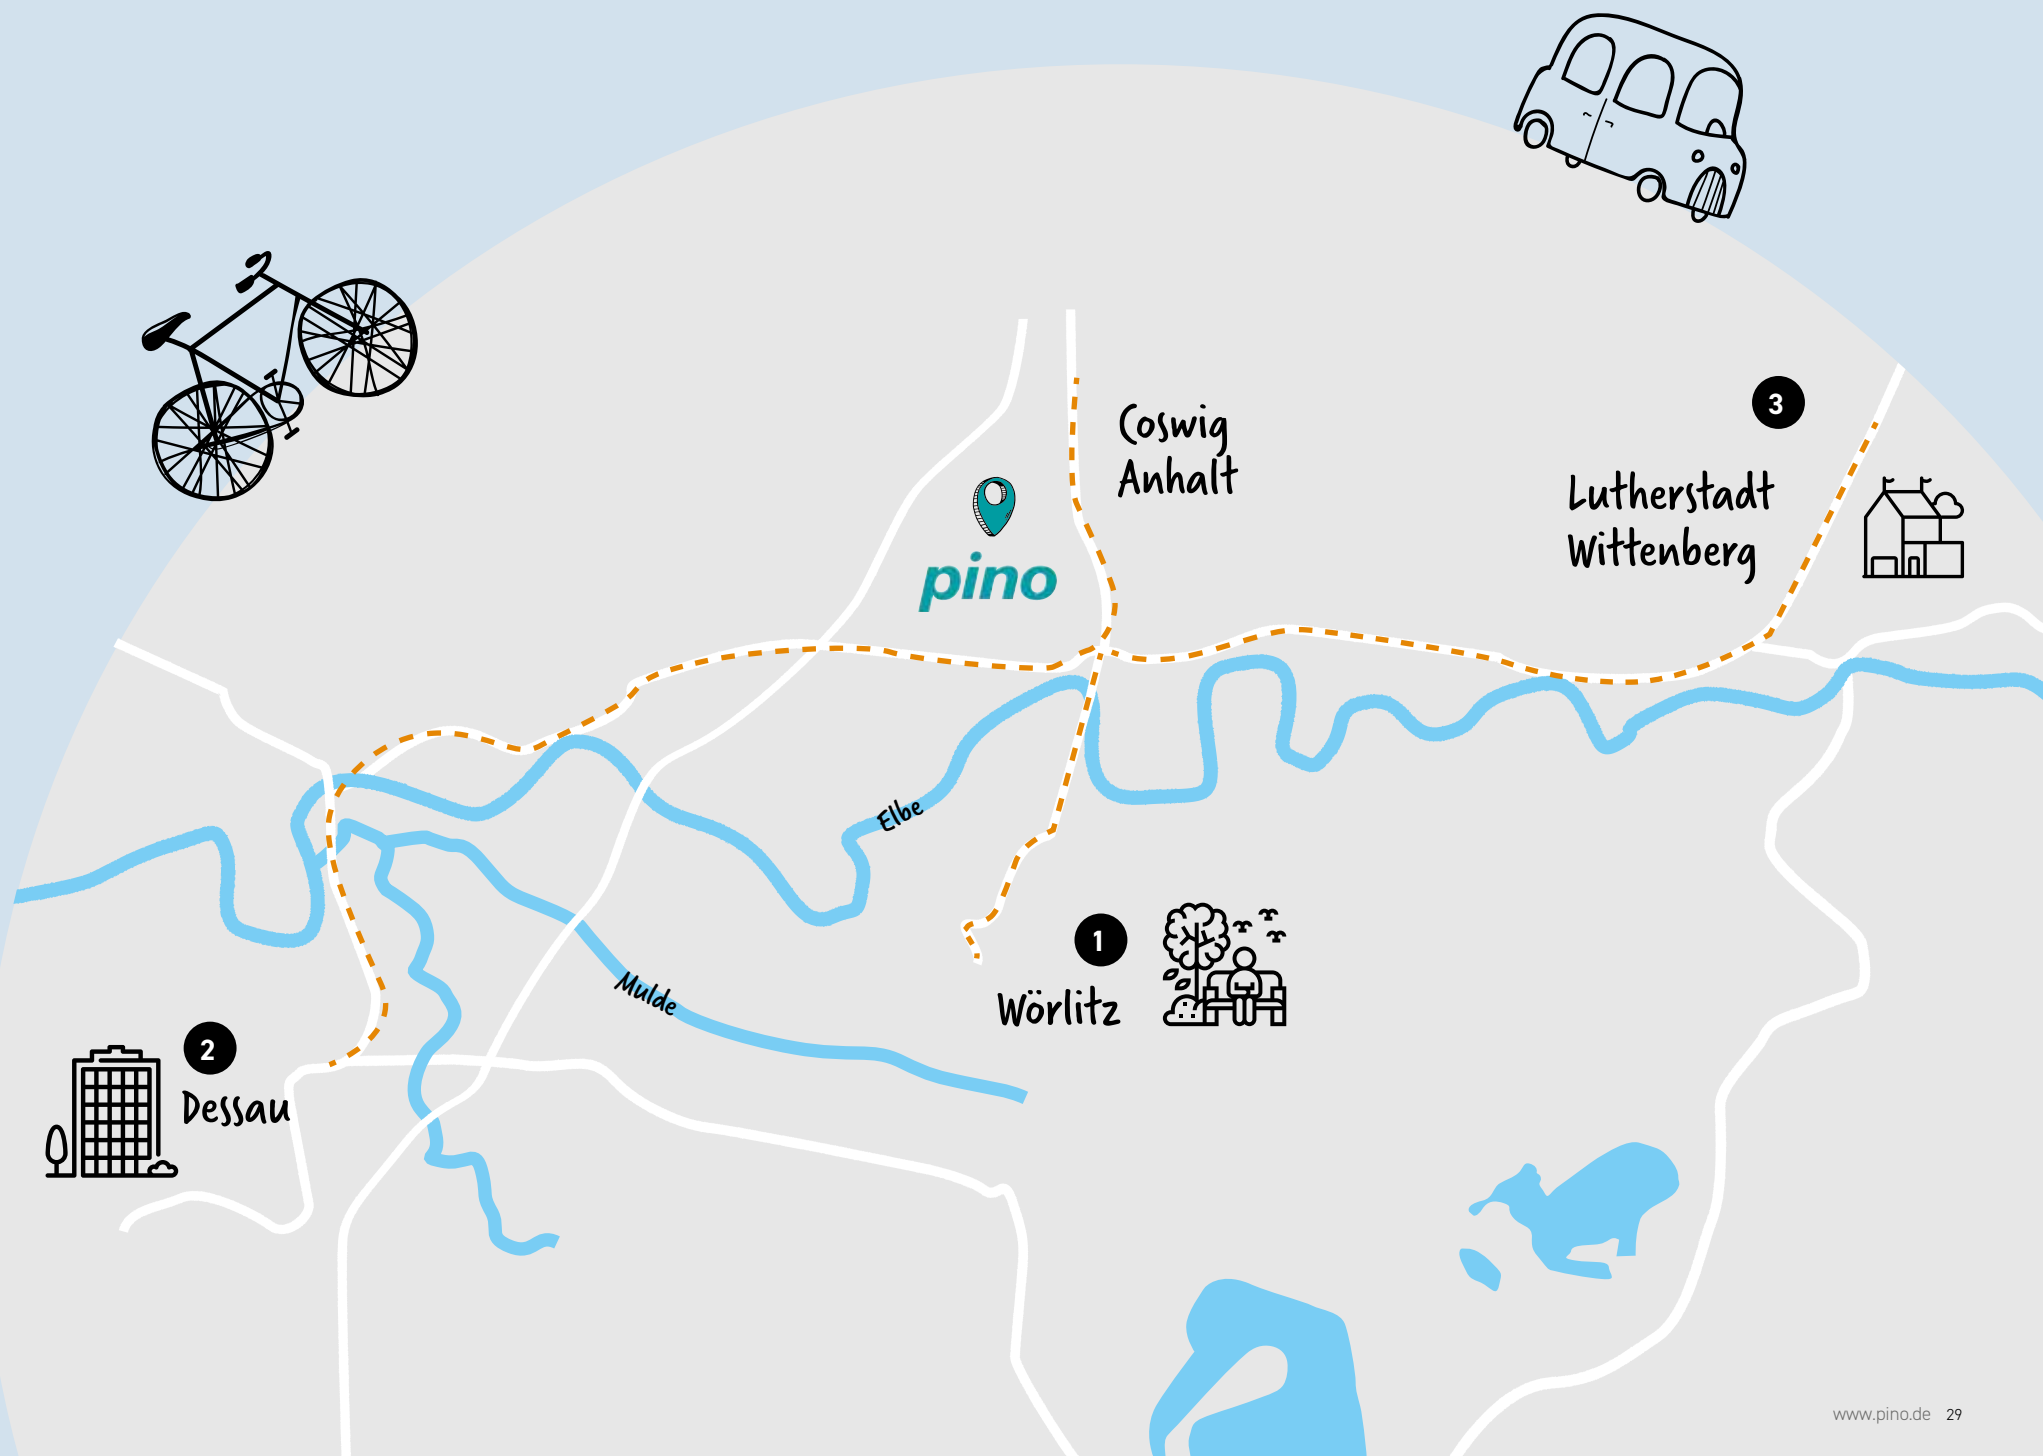 3
Coswig
Anhalt
Lutherstadt
Wittenberg
pino
Elbe
1
Mulde
Wörlitz
2
Dessau
www.pino.de 29